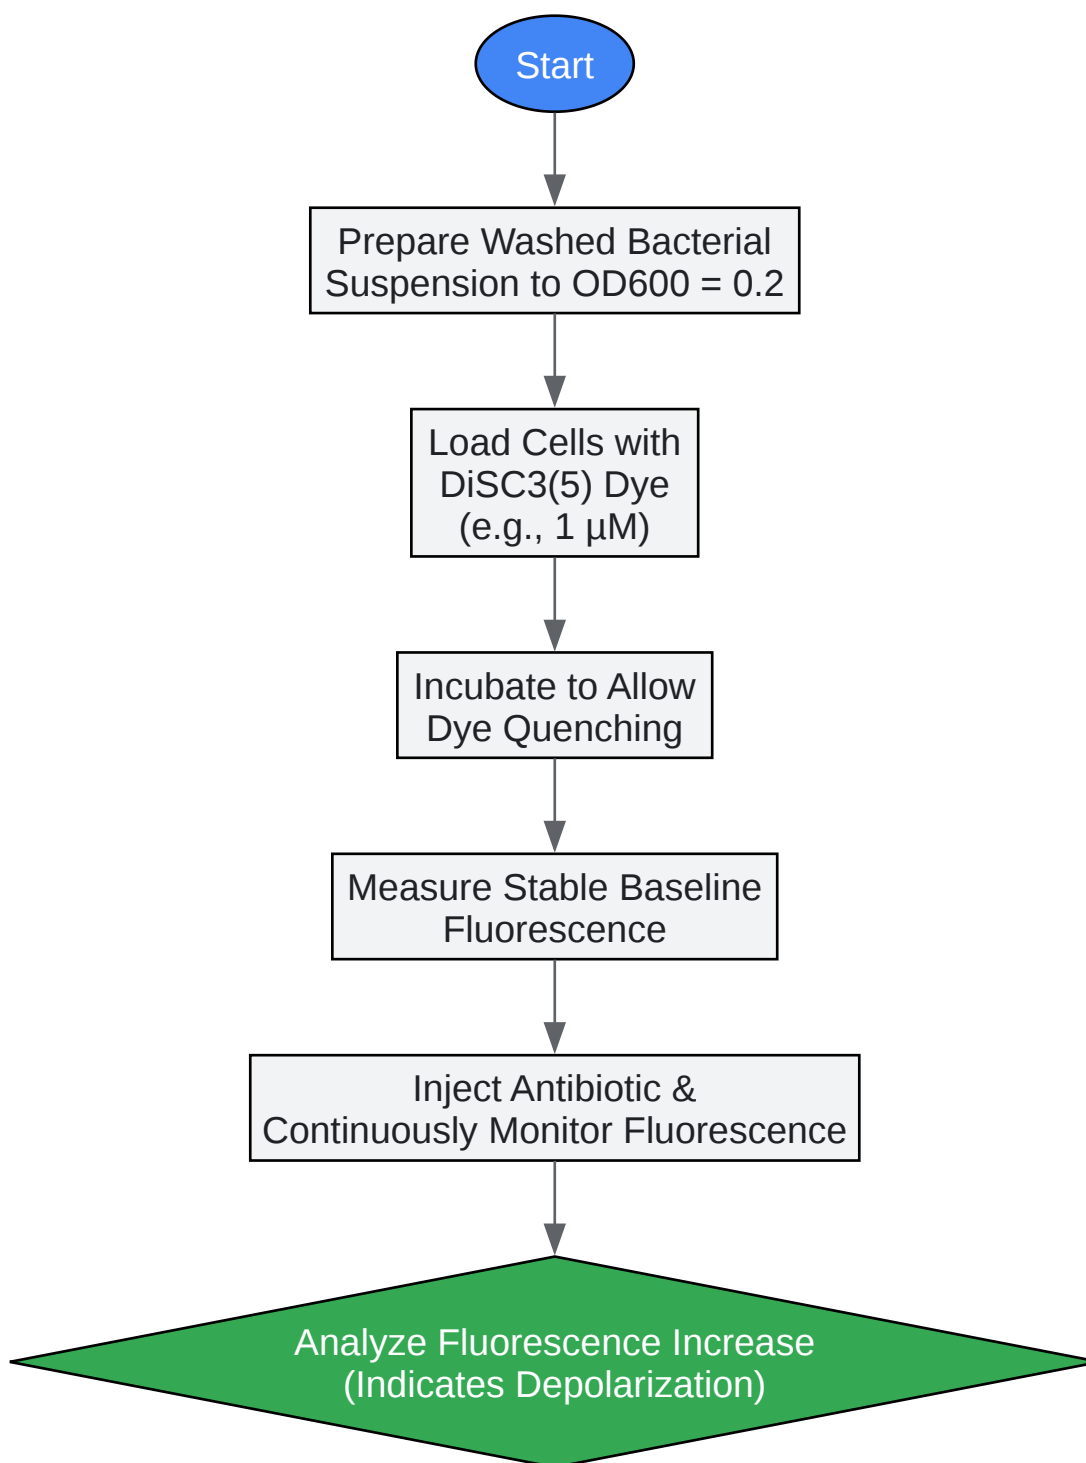 Start
Prepare Washed Bacterial
Suspension to OD600 = 0.2
Load Cells with
DiSC3(5) Dye
(e.g., 1 µM)
Incubate to Allow
Dye Quenching
Measure Stable Baseline
Fluorescence
Inject Antibiotic &
Continuously Monitor Fluorescence
Analyze Fluorescence Increase
(Indicates Depolarization)